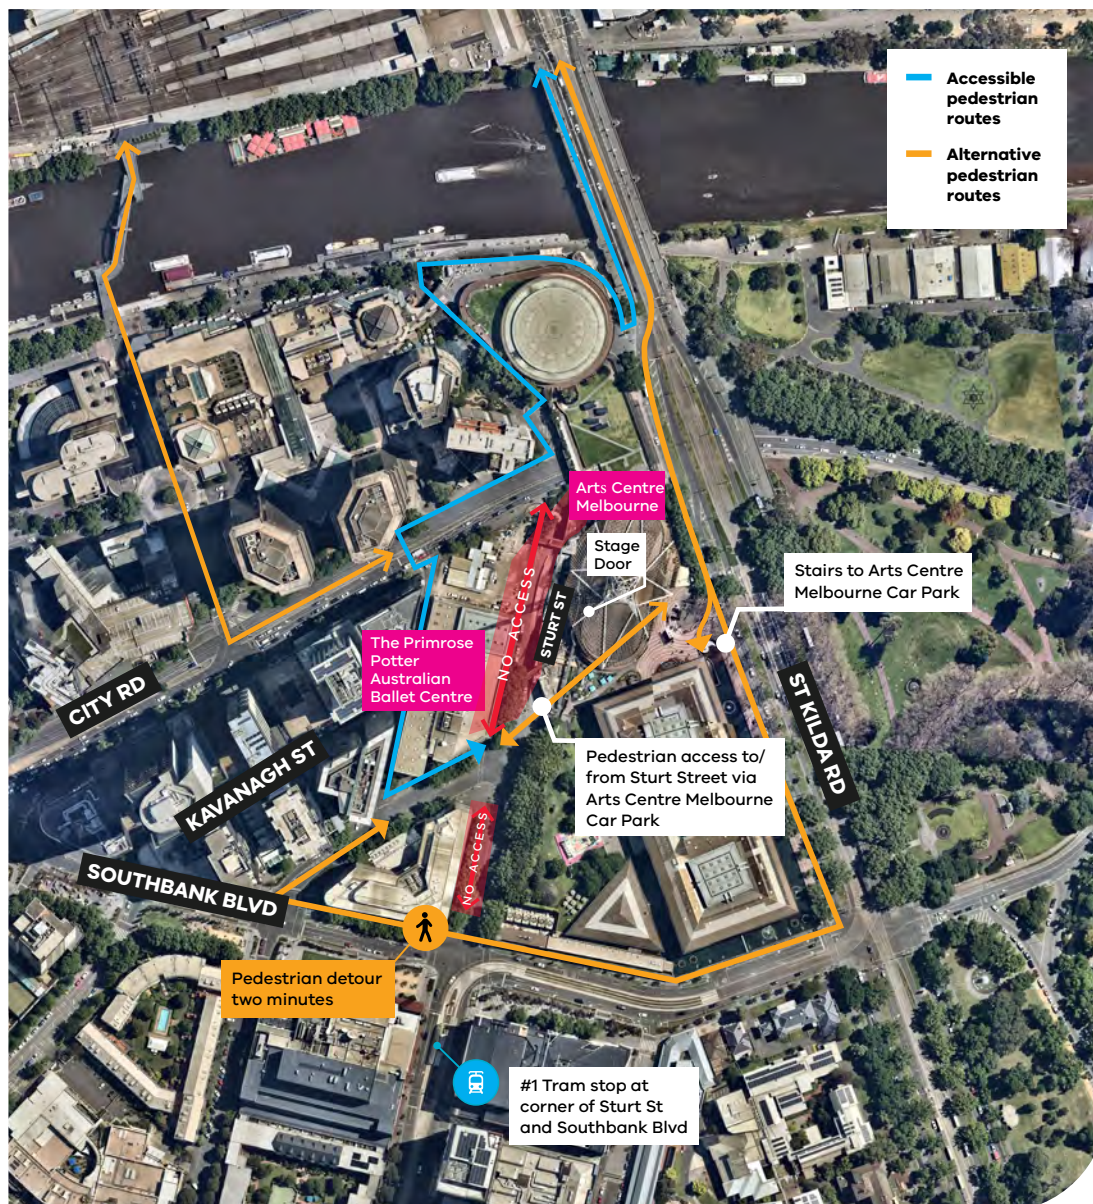 Accessible
pedestrian
routes
Alternative
pedestrian
routes
Arts Centre
Melbourne
Stage
Door
Stairs to Arts Centre
Melbourne Car Park
NO ACCESS
STURT ST
The Primrose
Potter
Australian
Ballet Centre
CITY RD
KAVANAGH ST
ST KILDA RD
Pedestrian access to/
from Sturt Street via
Arts Centre Melbourne
Car Park
NO ACCESS
SOUTHBANK BLVD
Pedestrian detour
two minutes
#1 Tram stop at
corner of Sturt St
and Southbank Blvd